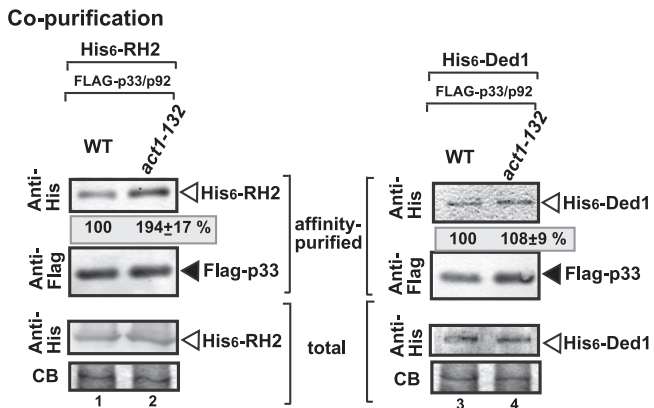 Co-purification
His6-RH2
FLAG-p33/p92
WT
act1-132
Anti-His
His6-RH2
100 194±17 %
Anti-Flag
Flag-p33
Anti-His
His6-RH2
CB
1 2
affinity-purified
total
His6-Ded1
FLAG-p33/p92
WT
act1-132
Anti-His
His6-Ded1
100 108±9 %
Anti-Flag
Flag-p33
Anti-His
His6-Ded1
CB
3 4